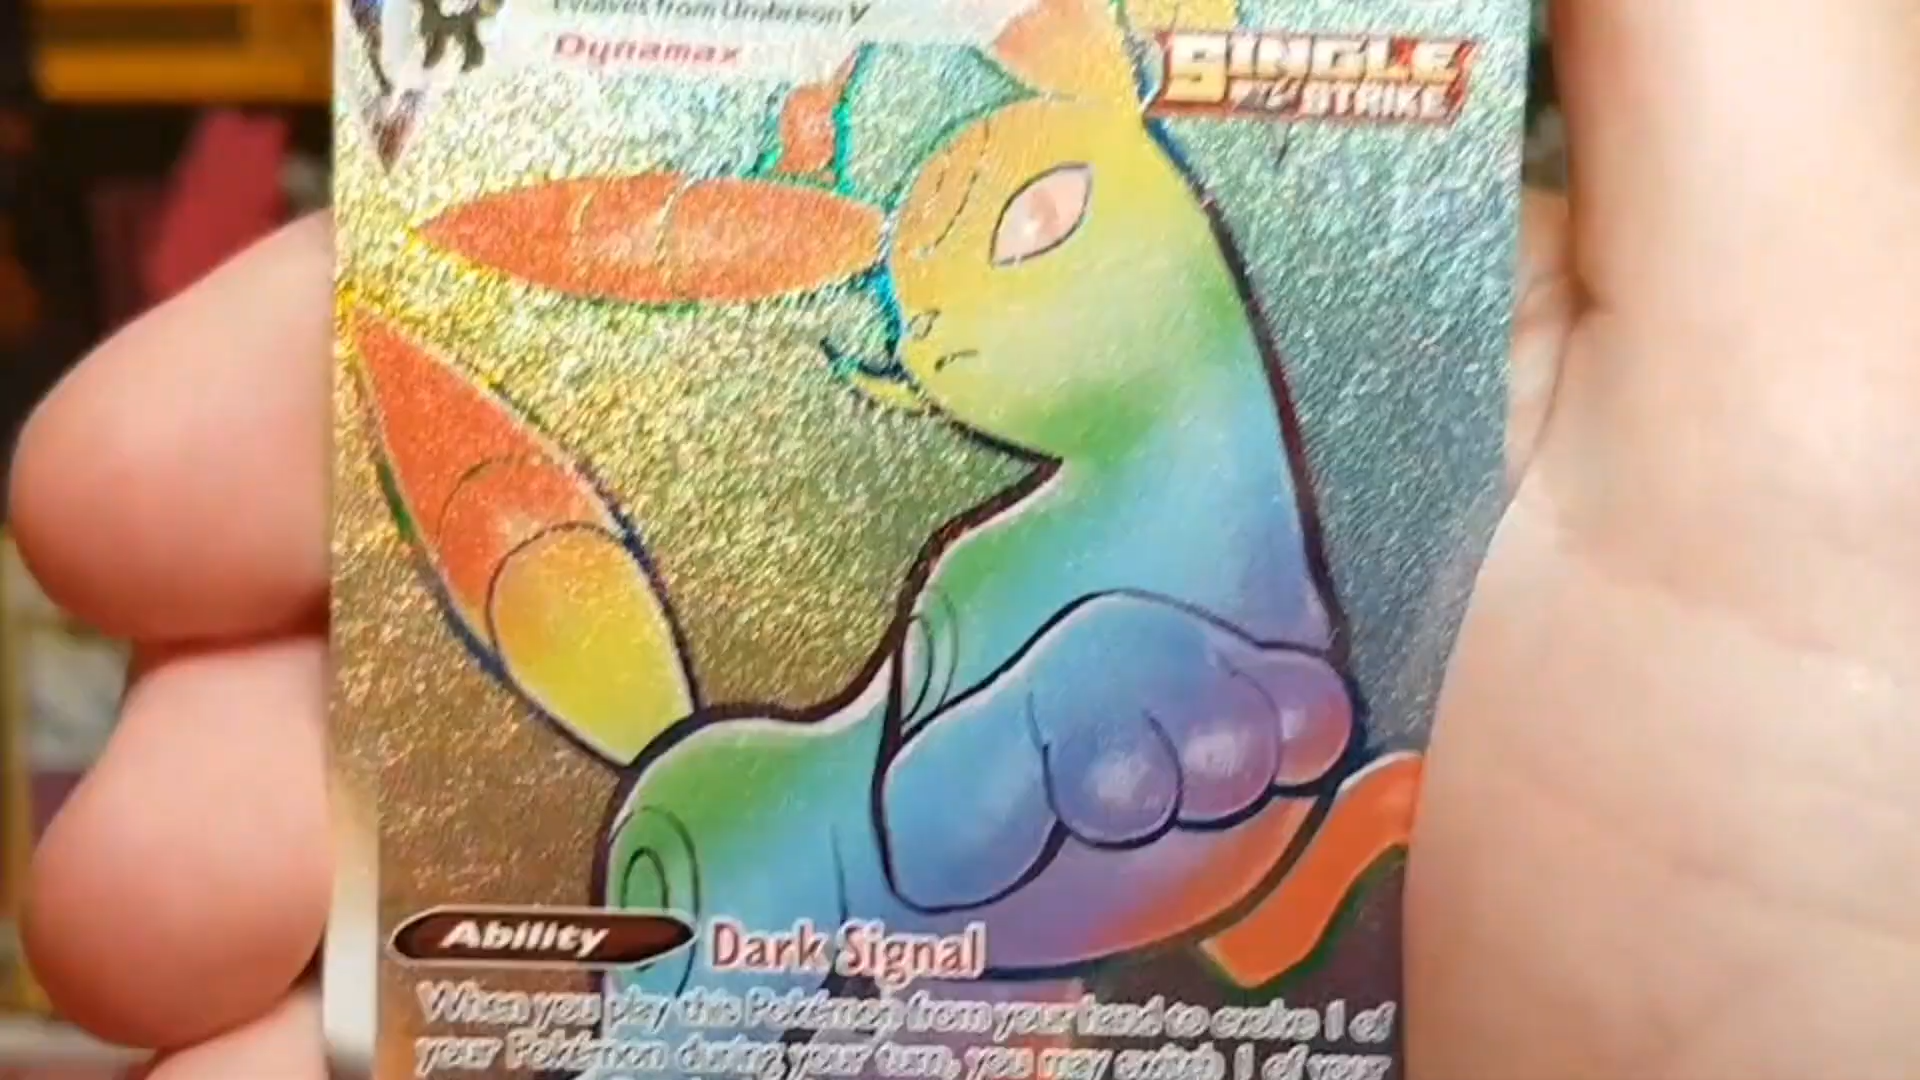 Evolves from Umbreon V
Dynamax
SINGLE
STRIKE
Ability Dark Signal
When you play this Pokémon from your hand to evolve 1 of
your Pokémon during your turn, you may switch 1 of your